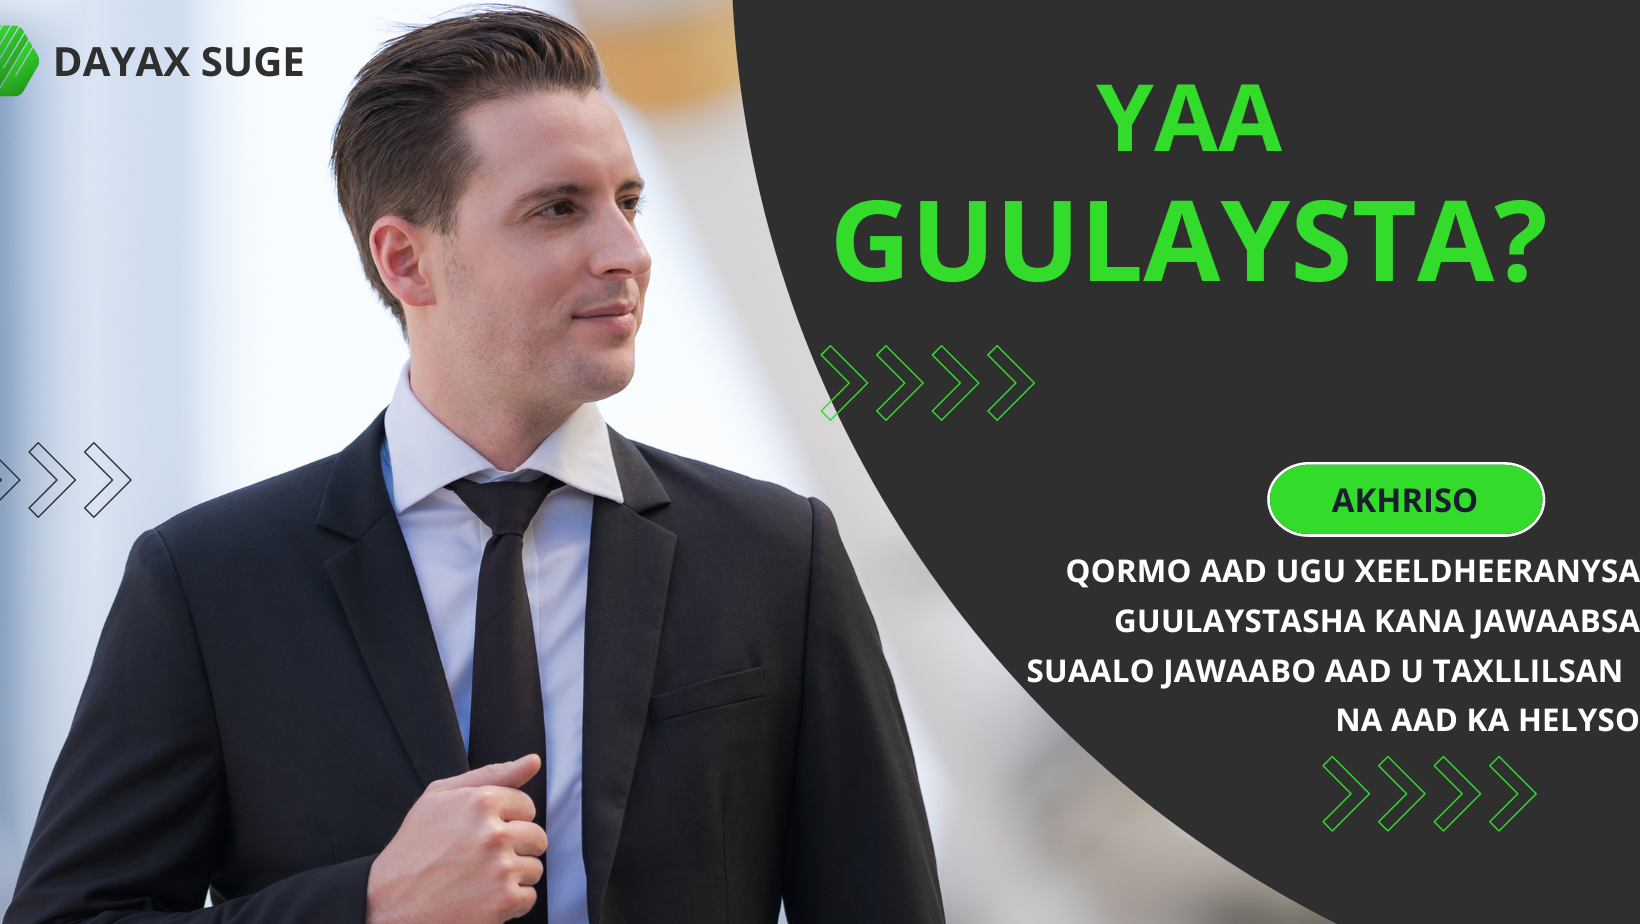 DAYAX SUGE
YAA
GUULAYSTA?
AKHRISO
QORMO AAD UGU XEELDHEERANYSA
GUULAYSTASHA KANA JAWAABSA
SUAALO JAWAABO AAD U TAXLLILSAN
NA AAD KA HELYSO